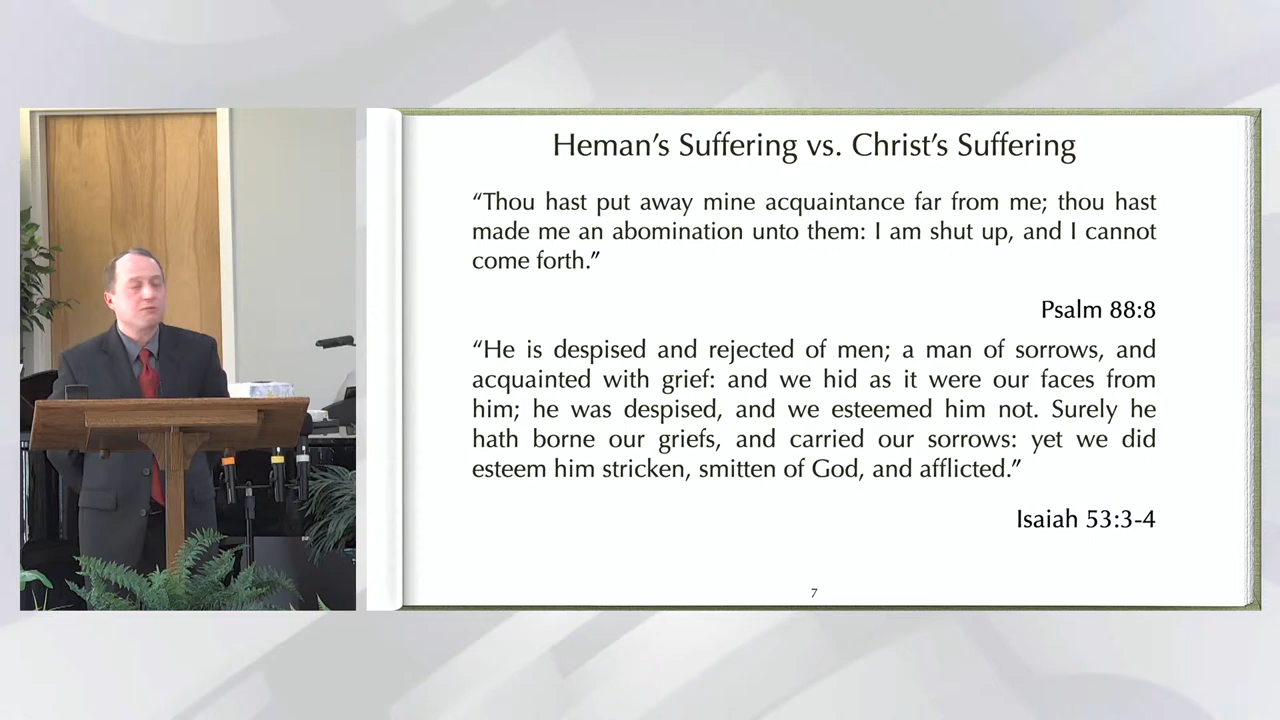 Heman’s Suffering vs. Christ’s Suffering
“Thou hast put away mine acquaintance far from me; thou hast
made me an abomination unto them: I am shut up, and I cannot
come forth.”
Psalm 88:8
“He is despised and rejected of men; a man of sorrows, and
acquainted with grief: and we hid as it were our faces from
him; he was despised, and we esteemed him not. Surely he
hath borne our griefs, and carried our sorrows: yet we did
esteem him stricken, smitten of God, and afflicted.”
Isaiah 53:3-4
7